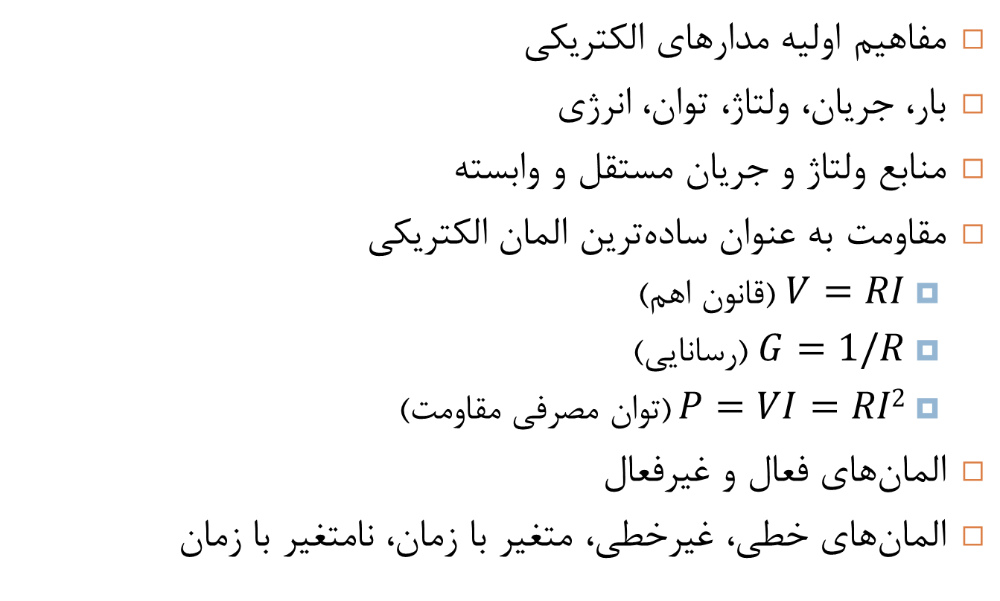 مفاهیم اولیه مدارهای الکتریکی
بار، جریان، ولتاژ، توان، انرژی
منابع ولتاژ و جریان مستقل و وابسته
مقاومت به عنوان ساده‌ترین المان الکتریکی
V = RI (قانون اهم)
G = 1/R (رسانایی)
P = VI = RI² (توان مصرفی مقاومت)
المان‌های فعال و غیرفعال
المان‌های خطی، غیرخطی، متغیر با زمان، نامتغیر با زمان